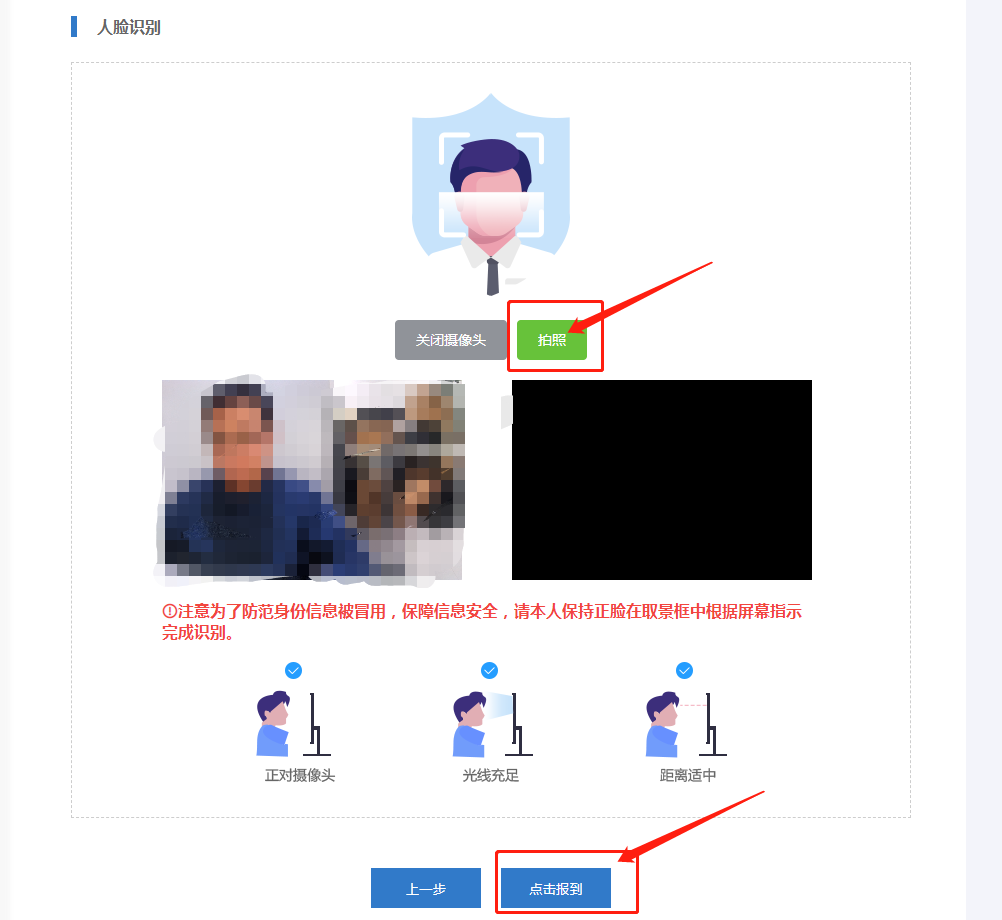 人脸识别
关闭摄像头
拍照
①注意为了防范身份信息被冒用，保障信息安全，请本人保持正脸在取景框中根据屏幕指示
完成识别。
正对摄像头
光线充足
距离适中
上一步
点击报到